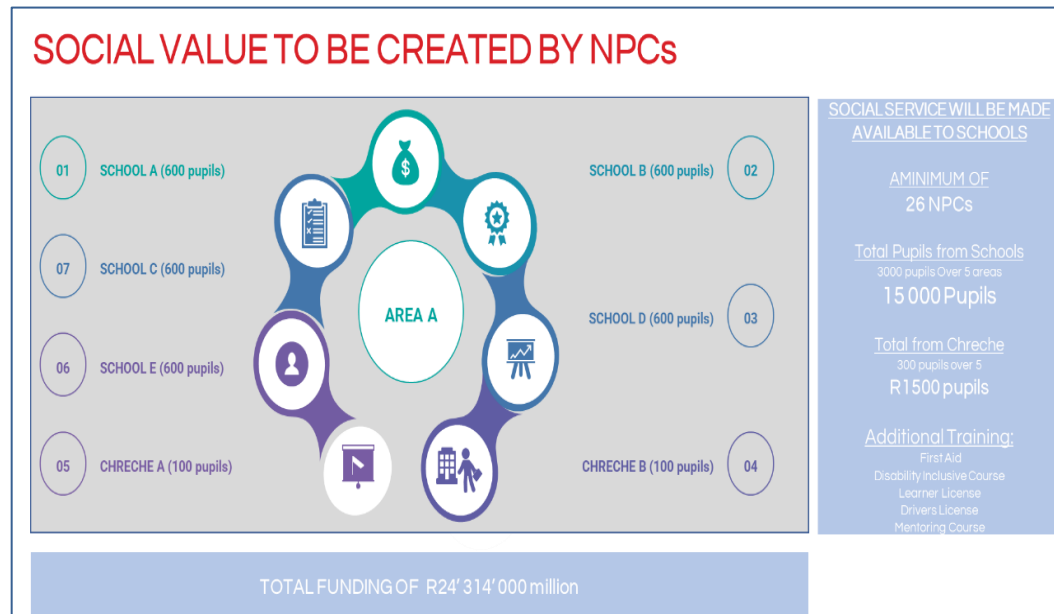 SOCIAL VALUE TO BE CREATED BY NPCs
01
SCHOOL A (600 pupils)
SCHOOL B (600 pupils)
02
07
SCHOOL C (600 pupils)
AREA A
SCHOOL D (600 pupils)
03
06
SCHOOL E (600 pupils)
05
CHRECHE A (100 pupils)
CHRECHE B (100 pupils)
04
SOCIAL SERVICE WILL BE MADE
AVAILABLE TO SCHOOLS
AMINIMUM OF
26 NPCs
Total Pupils from Schools
3000 pupils Over 5 areas
15 000 Pupils
Total from Chreche
300 pupils over 5
R1500 pupils
Additional Training:
First Aid
Disability Inclusive Course
Learner License
Drivers License
Mentoring Course
TOTAL FUNDING OF R24’ 314’ 000 million